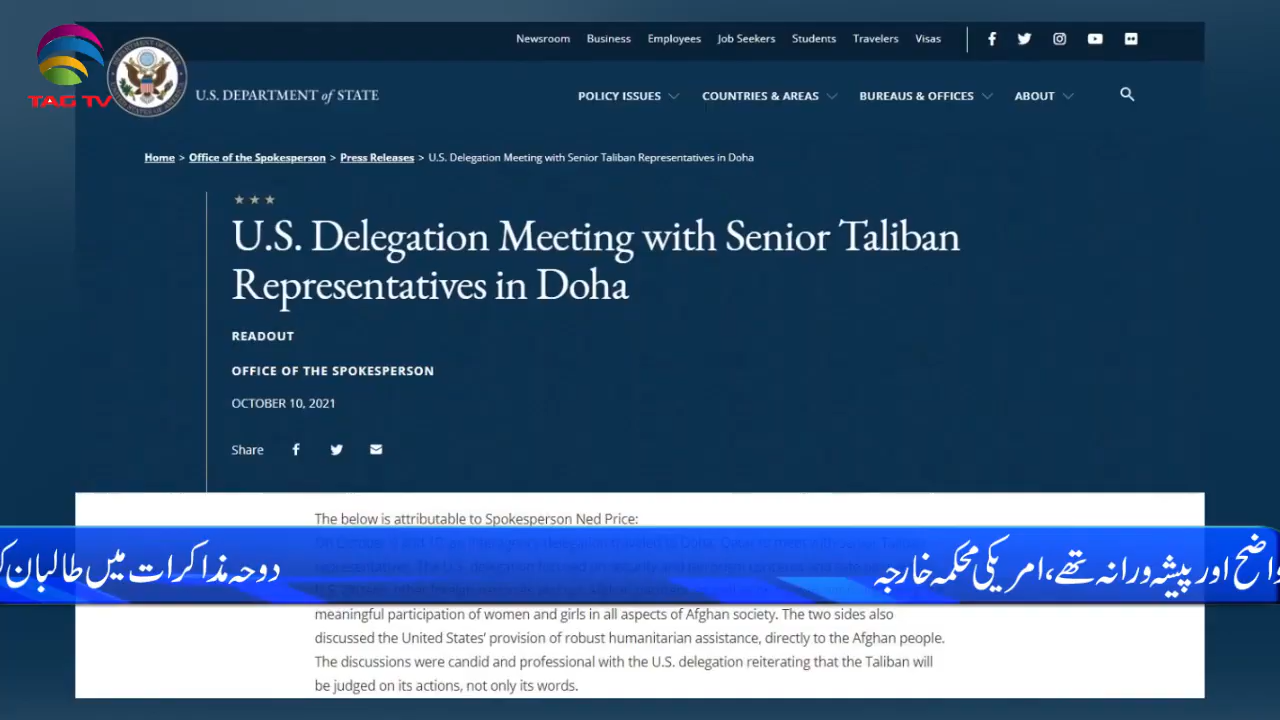 TAG TV
Newsroom Business Employees Job Seekers Students Travelers Visas
U.S. DEPARTMENT of STATE
POLICY ISSUES COUNTRIES & AREAS BUREAUS & OFFICES ABOUT
Home > Office of the Spokesperson > Press Releases > U.S. Delegation Meeting with Senior Taliban Representatives in Doha
U.S. Delegation Meeting with Senior Taliban
Representatives in Doha
READOUT
OFFICE OF THE SPOKESPERSON
OCTOBER 10, 2021
Share
The below is attributable to Spokesperson Ned Price:
واضح اور پیشہ ورانہ تھے، امریکی محکمہ خارجہ
دوحہ مذاکرات میں طالبان
meaningful participation of women and girls in all aspects of Afghan society. The two sides also
discussed the United States’ provision of robust humanitarian assistance, directly to the Afghan people.
The discussions were candid and professional with the U.S. delegation reiterating that the Taliban will
be judged on its actions, not only its words.